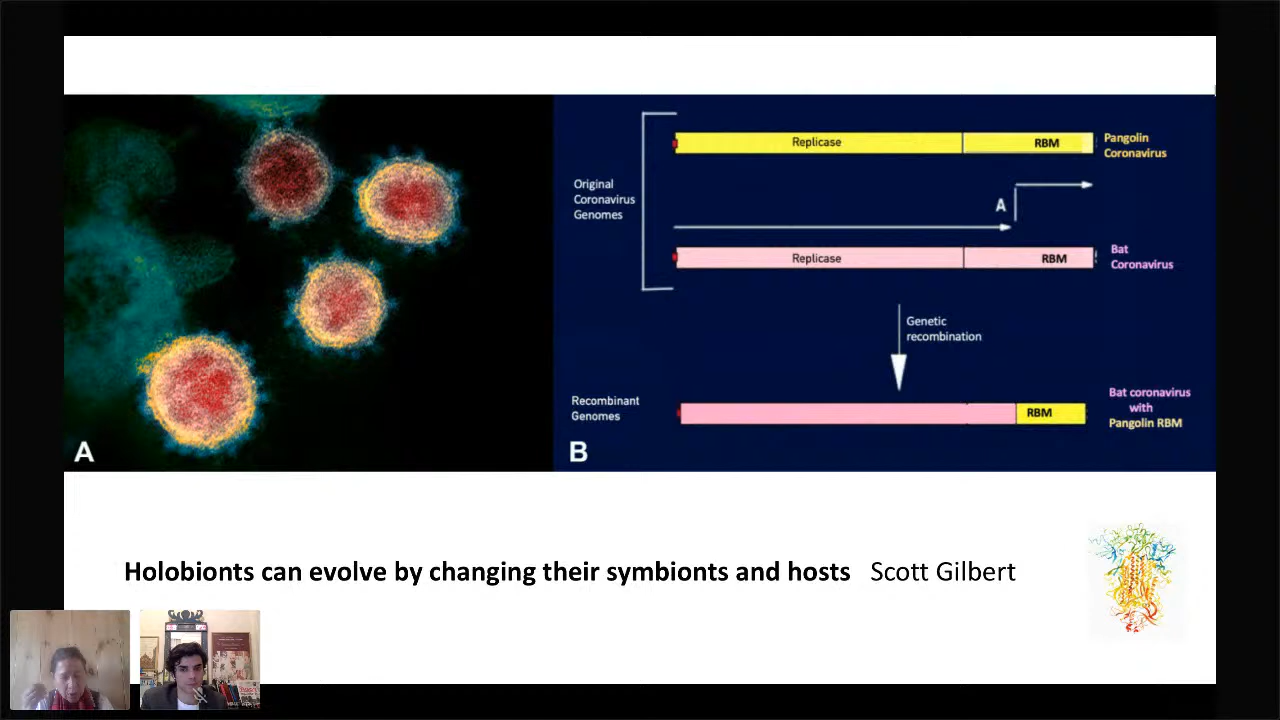 Replicase
RBM
Pangolin
Coronavirus
Original
Coronavirus
Genomes
A
Replicase
RBM
Bat
Coronavirus
Genetic
recombination
Recombinant
Genomes
RBM
Bat coronavirus
with
Pangolin RBM
A
B
Holobionts can evolve by changing their symbionts and hosts Scott Gilbert